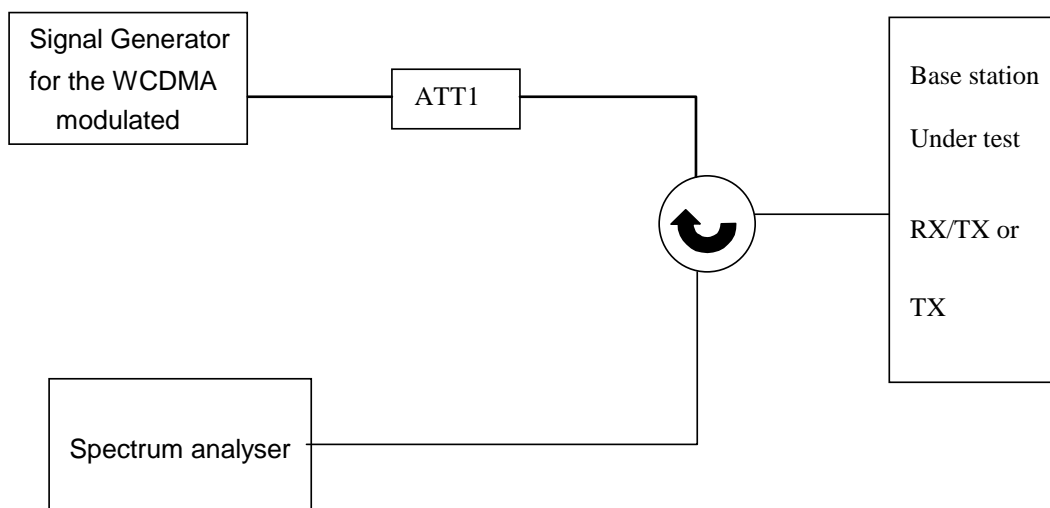 Signal Generator
for the WCDMA
modulated
ATT1
Base station
Under test
RX/TX or
TX
Spectrum analyser